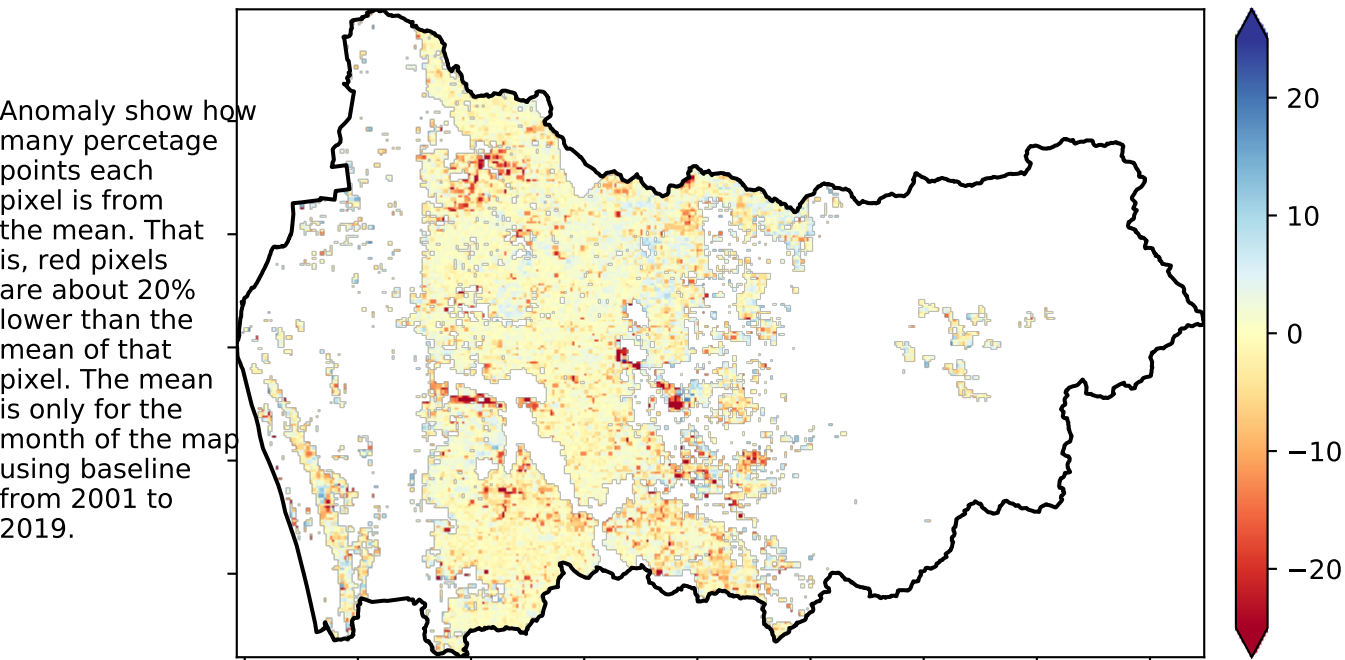 Anomaly show how
many percetage
points each
pixel is from
the mean. That
is, red pixels
are about 20%
lower than the
mean of that
pixel. The mean
is only for the
month of the map
using baseline
from 2001 to
2019.
20
10
0
−10
−20